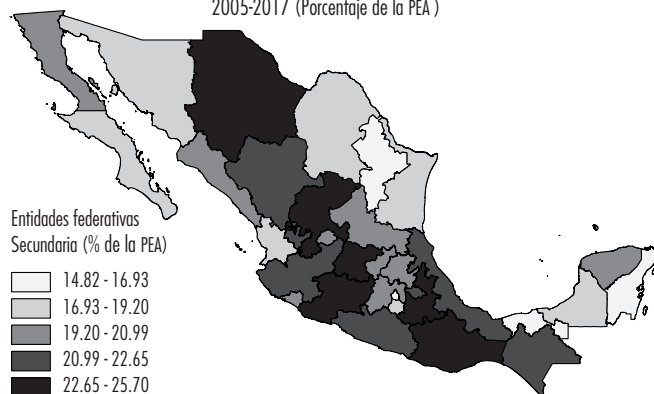 2005-2017 (Porcentaje de la PEA )
Entidades federativas
Secundaria (% de la PEA)
14.82 - 16.93
16.93 - 19.20
19.20 - 20.99
20.99 - 22.65
22.65 - 25.70